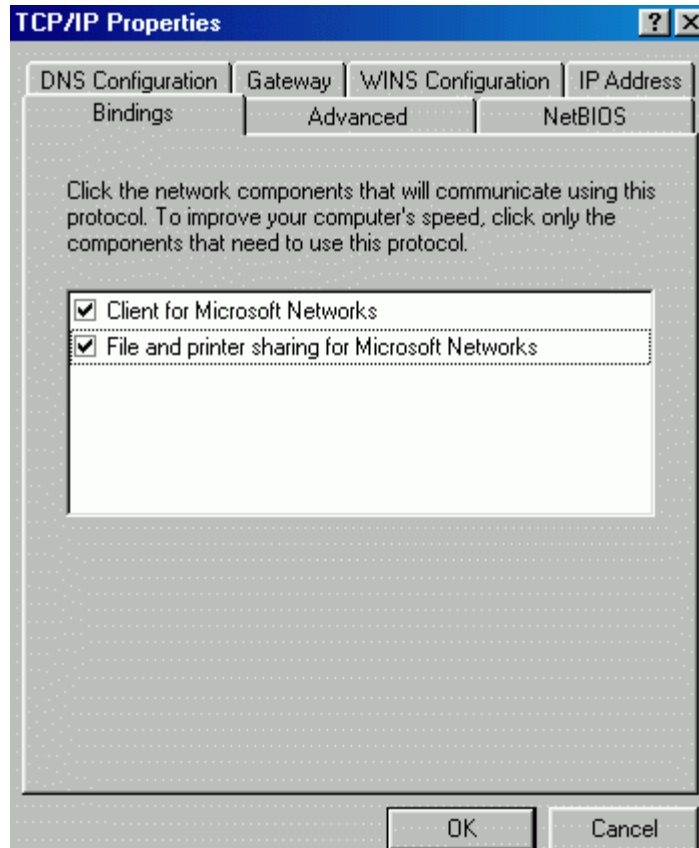 TCP/IP Properties
DNS Configuration Gateway WINS Configuration IP Address
Bindings Advanced NetBIOS
Click the network components that will communicate using this
protocol. To improve your computer's speed, click only the
components that need to use this protocol.
Client for Microsoft Networks
File and printer sharing for Microsoft Networks
OK Cancel